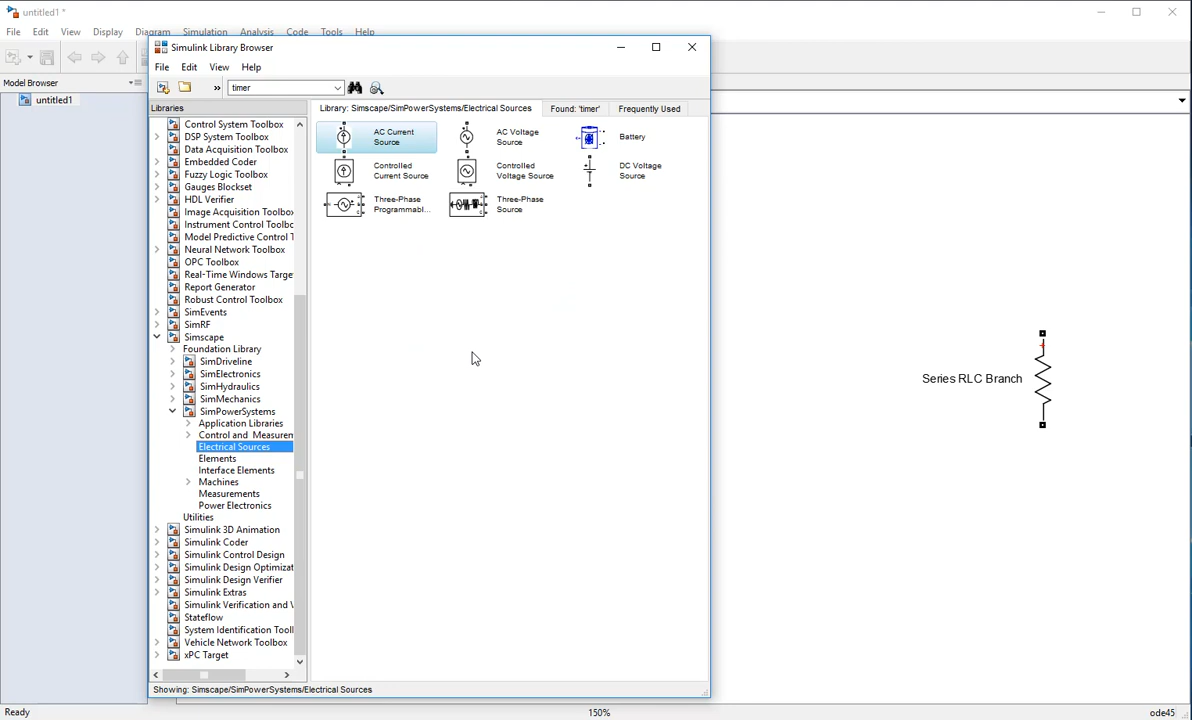 untitled1 *
File Edit View Display Diagram Simulation Analysis Code Tools Help
Model Browser
untitled1
Simulink Library Browser
File Edit View Help
» timer
Libraries
Library: Simscape/SimPowerSystems/Electrical Sources
Found: 'timer'
Frequently Used
Control System Toolbox
DSP System Toolbox
Data Acquisition Toolbox
Embedded Coder
Fuzzy Logic Toolbox
Gauges Blockset
HDL Verifier
Image Acquisition Toolbox
Instrument Control Toolbo
Model Predictive Control T
Neural Network Toolbox
OPC Toolbox
Real-Time Windows Targe
Report Generator
Robust Control Toolbox
SimEvents
SimRF
Simscape
Foundation Library
SimDriveline
SimElectronics
SimHydraulics
SimMechanics
SimPowerSystems
Application Libraries
Control and Measurem
Electrical Sources
Elements
Interface Elements
Machines
Measurements
Power Electronics
Utilities
Simulink 3D Animation
Simulink Coder
Simulink Control Design
Simulink Design Optimizat
Simulink Design Verifier
Simulink Extras
Simulink Verification and V
Stateflow
System Identification Tool
Vehicle Network Toolbox
xPC Target
AC Current
Source
AC Voltage
Source
Battery
Controlled
Current Source
Controlled
Voltage Source
DC Voltage
Source
Three-Phase
Programmabl...
Three-Phase
Source
Series RLC Branch
Showing: Simscape/SimPowerSystems/Electrical Sources
Ready
150%
ode45